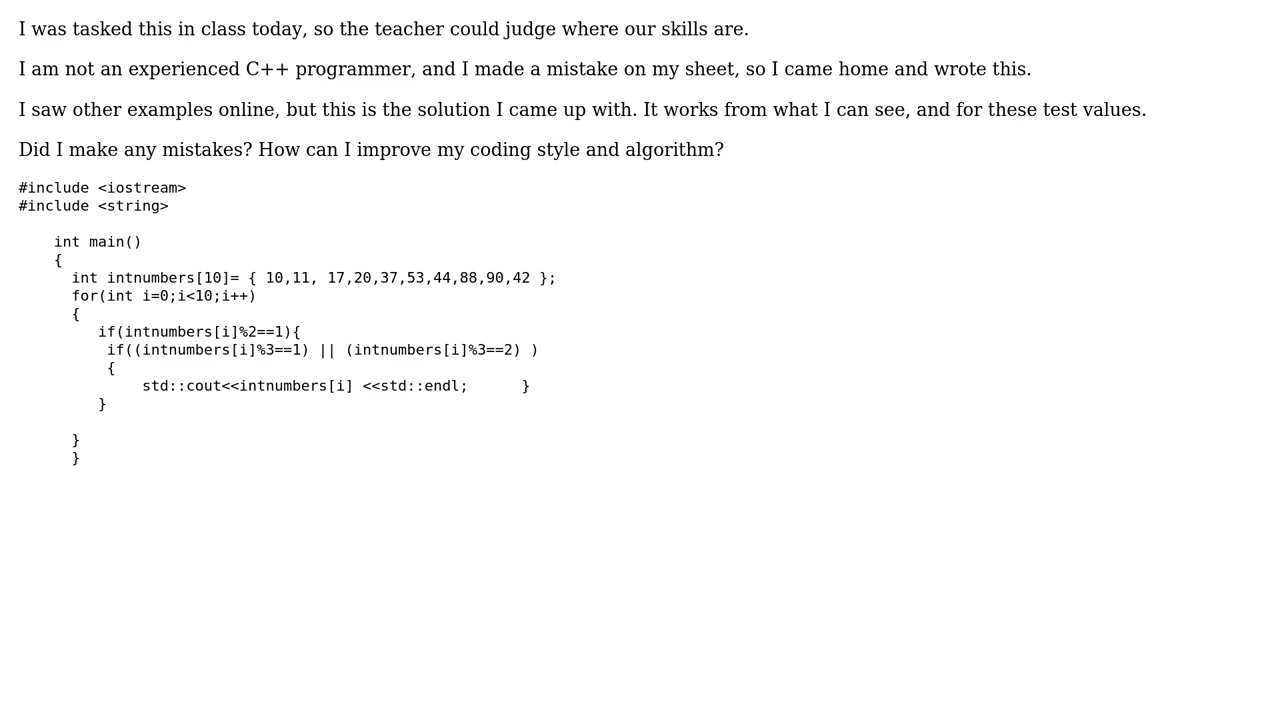 I was tasked this in class today, so the teacher could judge where our skills are.
I am not an experienced C++ programmer, and I made a mistake on my sheet, so I came home and wrote this.
I saw other examples online, but this is the solution I came up with. It works from what I can see, and for these test values.
Did I make any mistakes? How can I improve my coding style and algorithm?
#include <iostream>
#include <string>
    int main()
    {
      int intnumbers[10]= { 10,11, 17,20,37,53,44,88,90,42 };
      for(int i=0;i<10;i++)
      {
         if(intnumbers[i]%2==1){
          if((intnumbers[i]%3==1) || (intnumbers[i]%3==2) )
          {
              std::cout<<intnumbers[i] <<std::endl;      }
         }
      }
      }